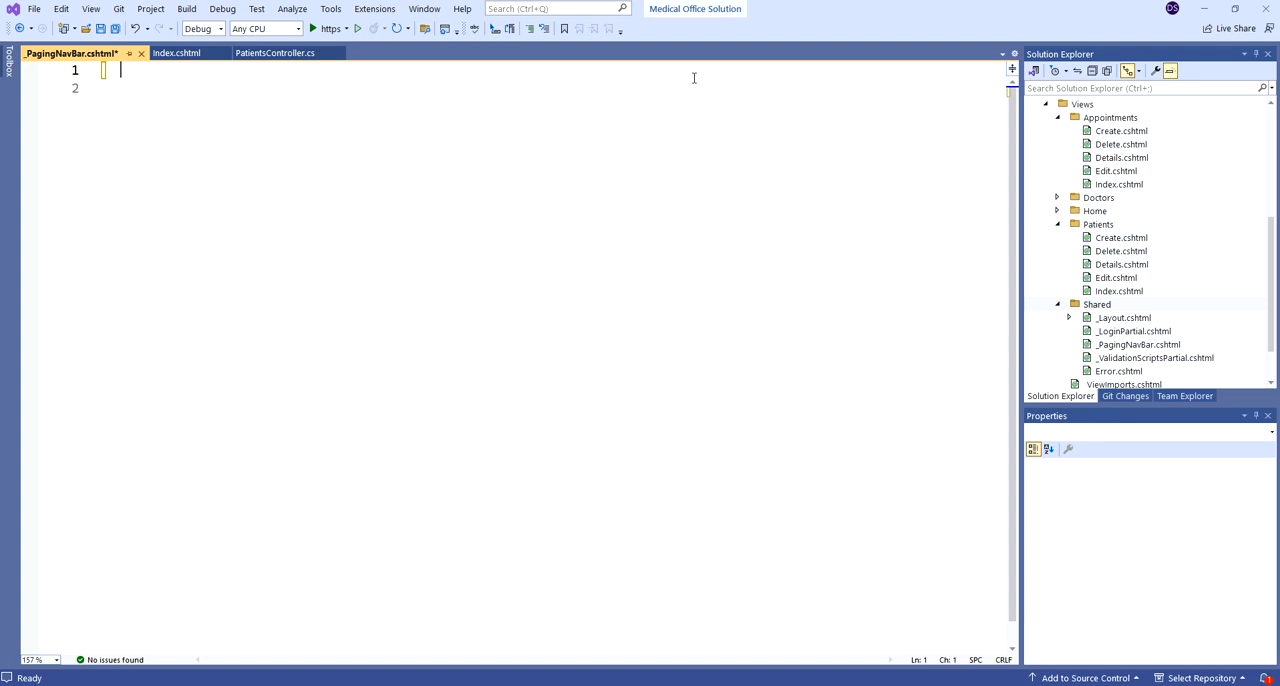 File Edit View Git Project Build Debug Test Analyze Tools Extensions Window Help Search (Ctrl+Q) Medical Office Solution DS
Debug Any CPU https Live Share
Toolbox
_PagingNavBar.cshtml* Index.cshtml PatientsController.cs
1
2
Solution Explorer
Search Solution Explorer (Ctrl+;)
Views
Appointments
Create.cshtml
Delete.cshtml
Details.cshtml
Edit.cshtml
Index.cshtml
Doctors
Home
Patients
Create.cshtml
Delete.cshtml
Details.cshtml
Edit.cshtml
Index.cshtml
Shared
_Layout.cshtml
_LoginPartial.cshtml
_PagingNavBar.cshtml
_ValidationScriptsPartial.cshtml
Error.cshtml
_ViewImports.cshtml
Solution Explorer Git Changes Team Explorer
Properties
157 % No issues found Ln: 1 Ch: 1 SPC CRLF
Ready Add to Source Control Select Repository 1